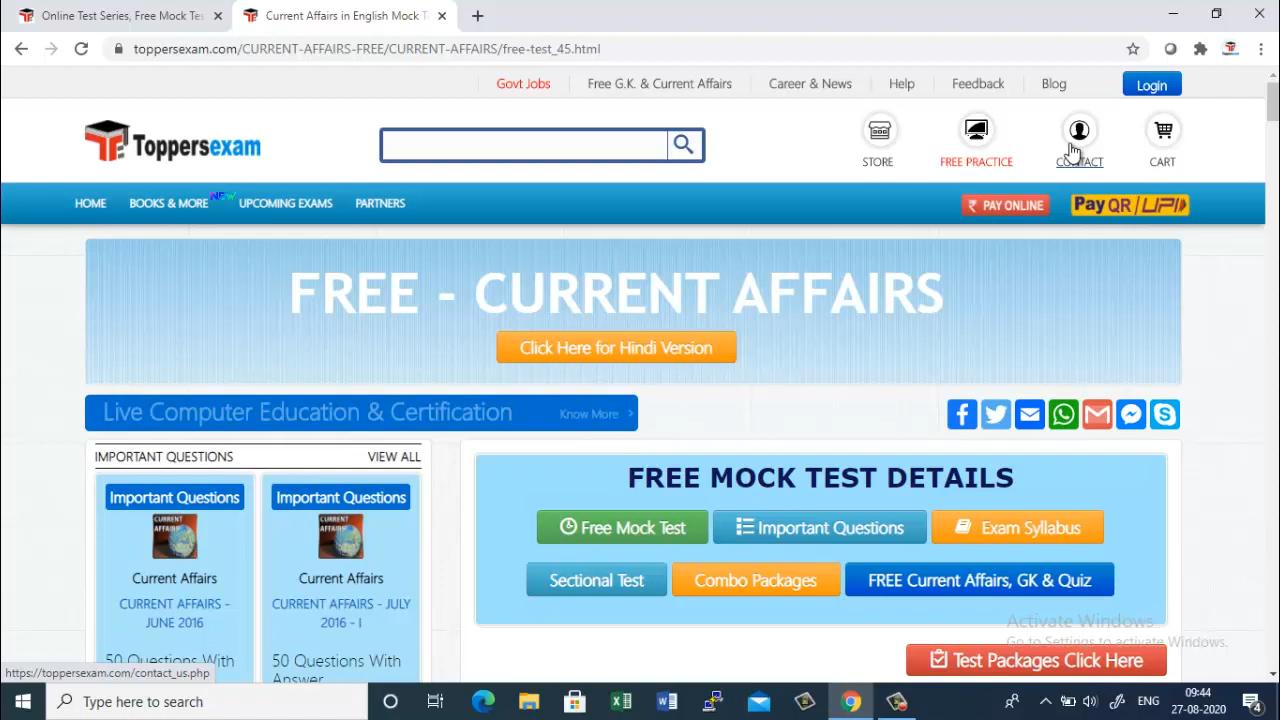 Online Test Series, Free Mock Tes
Current Affairs in English Mock T
toppersexam.com/CURRENT-AFFAIRS-FREE/CURRENT-AFFAIRS/free-test_45.html
Govt Jobs
Free G.K. & Current Affairs
Career & News
Help
Feedback
Blog
Login
Toppersexam
STORE
FREE PRACTICE
CONTACT
CART
HOME
BOOKS & MORE
NEW
UPCOMING EXAMS
PARTNERS
₹ PAY ONLINE
Pay QR/UPI
FREE - CURRENT AFFAIRS
Click Here for Hindi Version
Live Computer Education & Certification
Know More
IMPORTANT QUESTIONS
VIEW ALL
Important Questions
CURRENT AFFAIRS
Current Affairs
CURRENT AFFAIRS -
JUNE 2016
50 Questions With
Answer
Important Questions
CURRENT AFFAIRS
Current Affairs
CURRENT AFFAIRS - JULY
2016 - I
50 Questions With
Answer
FREE MOCK TEST DETAILS
Free Mock Test
Important Questions
Exam Syllabus
Sectional Test
Combo Packages
FREE Current Affairs, GK & Quiz
Activate Windows
Go to Settings to activate Windows.
Test Packages Click Here
https://toppersexam.com/contact_us.php
Type here to search
ENG
09:44
27-08-2020
4